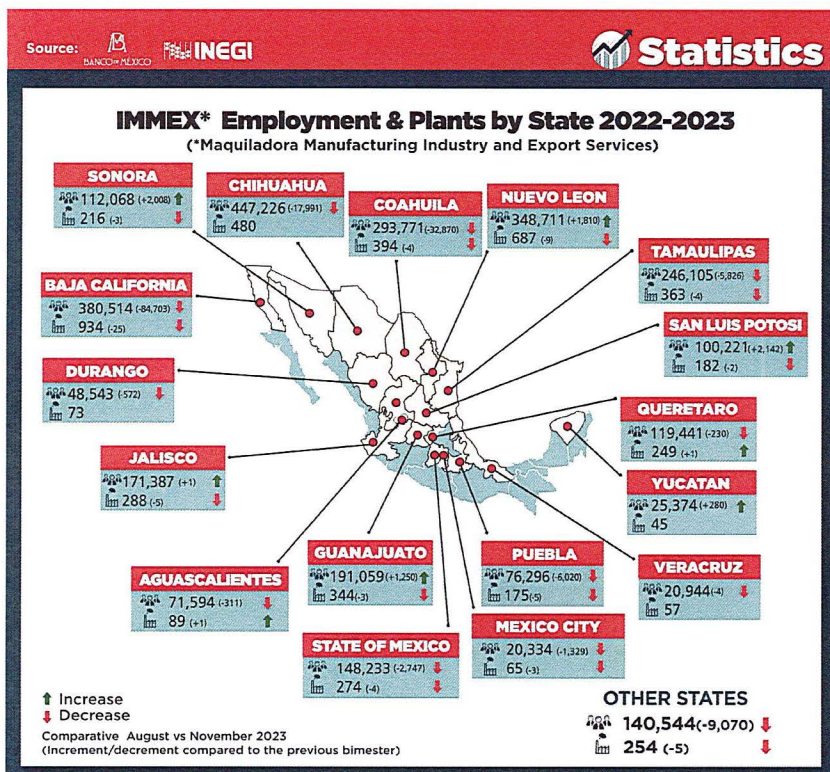 Source:
BANCO DE MÉXICO
INEGI
Statistics
IMMEX* Employment & Plants by State 2022-2023
(*Maquiladora Manufacturing Industry and Export Services)
SONORA
112,068 (+2,008)
216 (-3)
CHIHUAHUA
447,226 (-17,991)
480
COAHUILA
293,771 (-32,870)
394 (-4)
NUEVO LEON
348,711 (+1,810)
687 (-9)
TAMAULIPAS
246,105 (-5,826)
363 (-4)
BAJA CALIFORNIA
380,514 (-84,703)
934 (-25)
SAN LUIS POTOSI
100,221 (+2,142)
182 (-2)
DURANGO
48,543 (-572)
73
QUERETARO
119,441 (-230)
249 (+1)
JALISCO
171,387 (+1)
288 (-5)
YUCATAN
25,374 (+280)
45
GUANAJUATO
191,059 (+1,250)
344 (-3)
PUEBLA
76,296 (-6,020)
175 (-5)
VERACRUZ
20,944 (-4)
57
AGUASCALIENTES
71,594 (-311)
89 (+1)
STATE OF MEXICO
148,233 (-2,747)
274 (-4)
MEXICO CITY
20,334 (-1,329)
65 (-3)
Increase
Decrease
Comparative August vs November 2023
(Increment/decrement compared to the previous bimester)
OTHER STATES
140,544 (-9,070)
254 (-5)